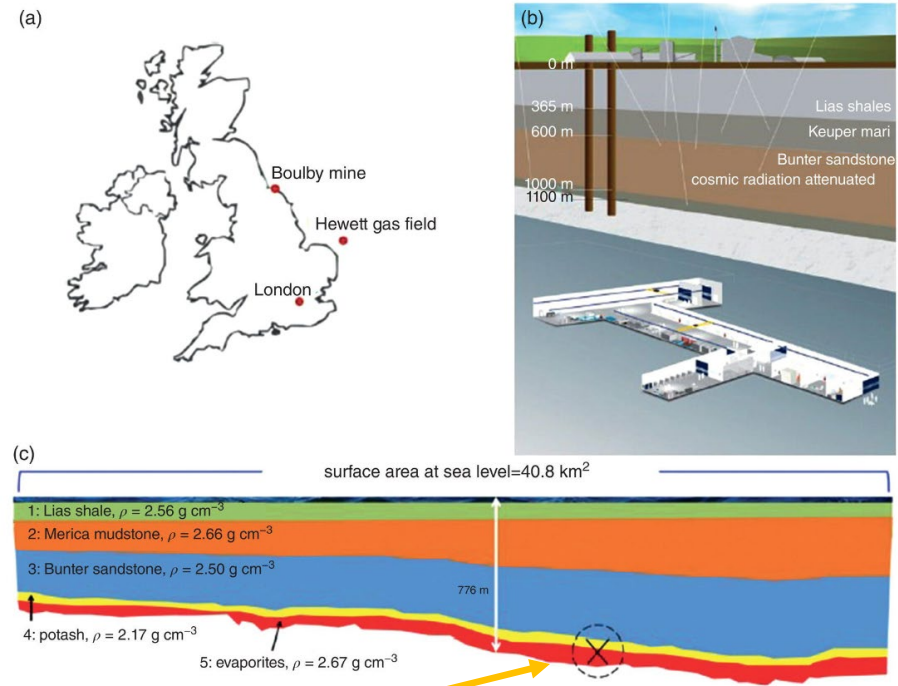 (a)
Boulby mine
Hewett gas field
London
(b)
0 m
365 m
Lias shales
600 m
Keuper mari
Bunter sandstone
cosmic radiation attenuated
1000 m
1100 m
(c)
surface area at sea level=40.8 km²
1: Lias shale, ρ = 2.56 g cm⁻³
2: Merica mudstone, ρ = 2.66 g cm⁻³
3: Bunter sandstone, ρ = 2.50 g cm⁻³
776 m
4: potash, ρ = 2.17 g cm⁻³
5: evaporites, ρ = 2.67 g cm⁻³